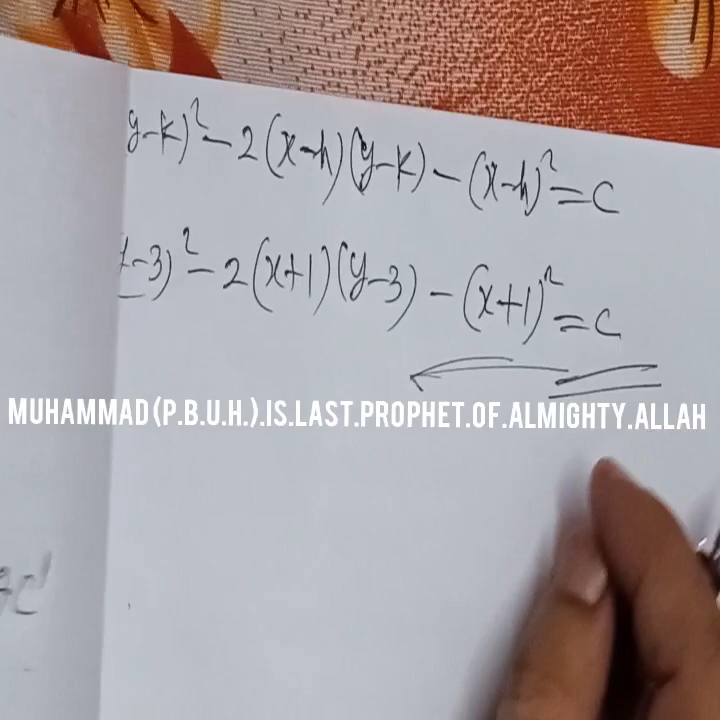 y-k)²-2(x-h)(y-k)-(x-h)²=c
-3)²-2(x+1)(y-3)-(x+1)²=c
MUHAMMAD(P.B.U.H.).IS.LAST.PROPHET.OF.ALMIGHTY.ALLAH